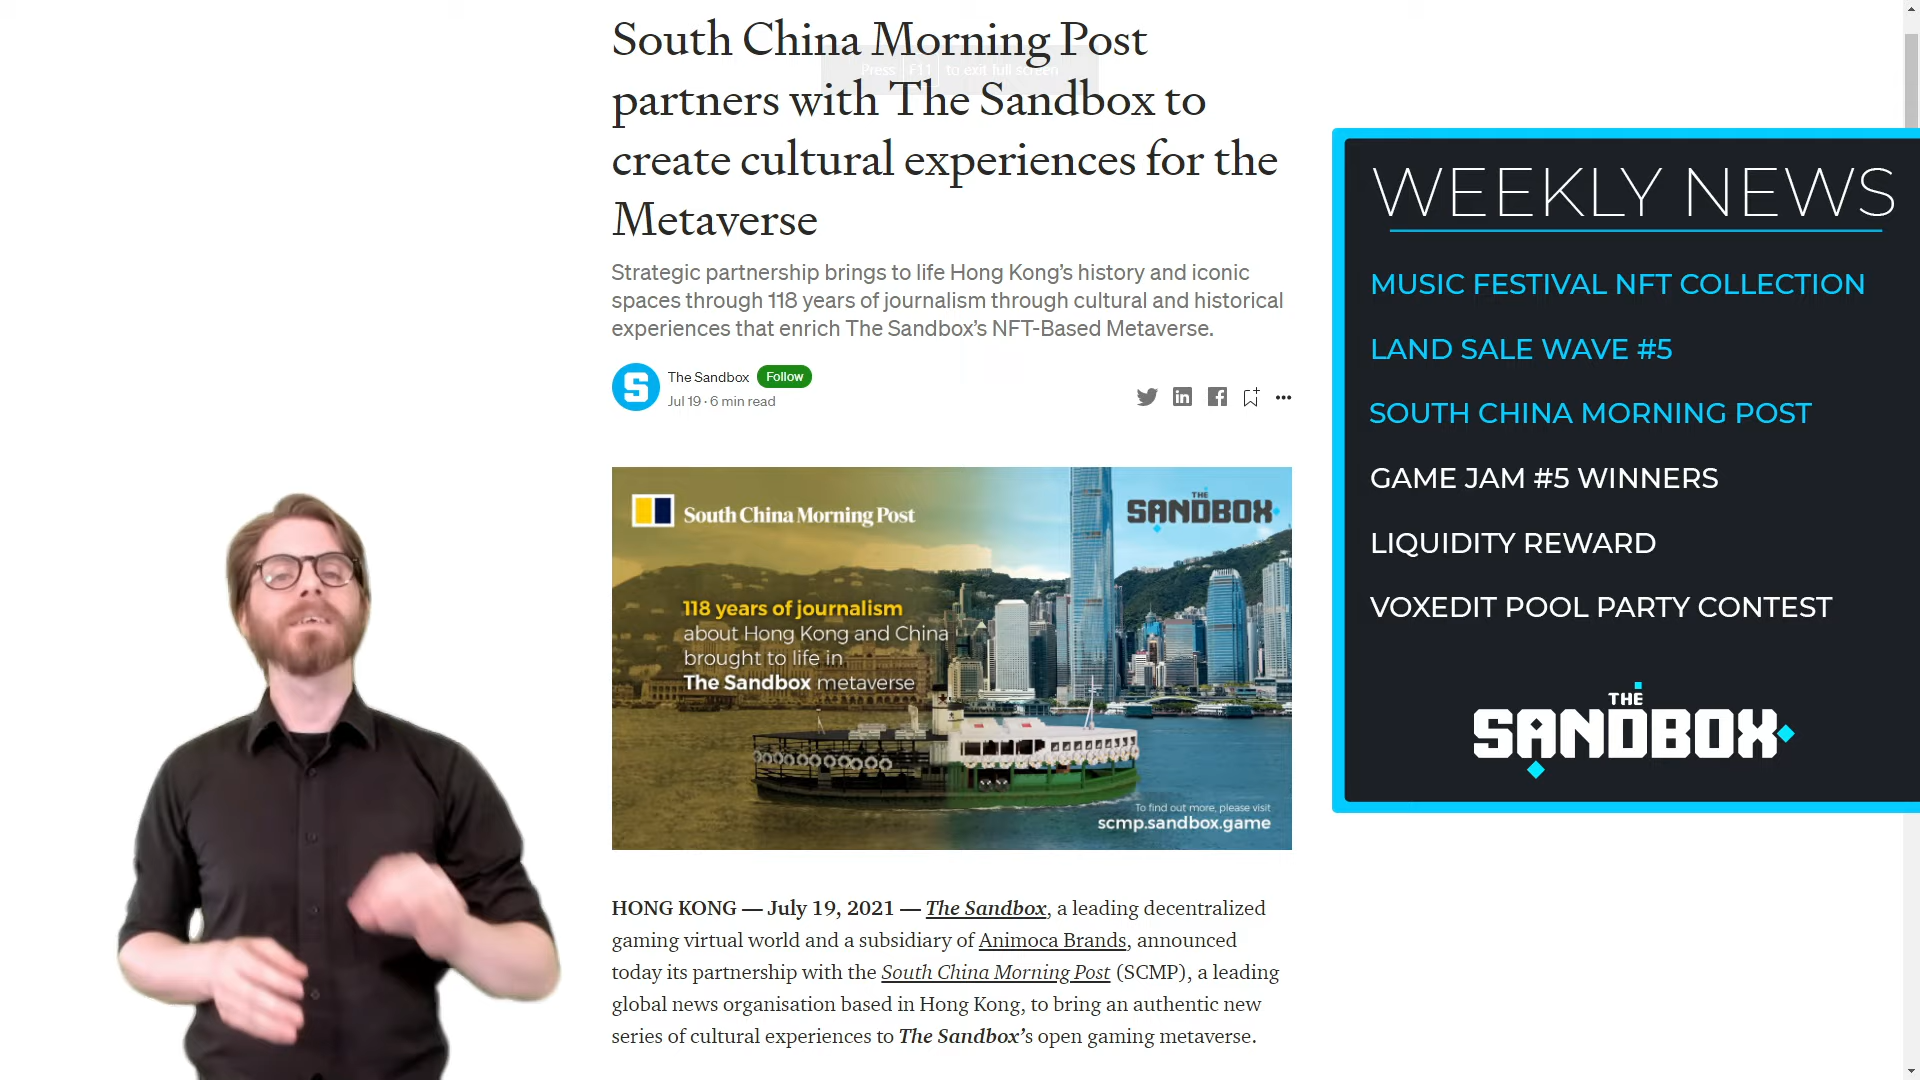 South China Morning Post
partners with The Sandbox to
create cultural experiences for the
Metaverse
Press F11 to exit full screen
Strategic partnership brings to life Hong Kong's history and iconic
spaces through 118 years of journalism through cultural and historical
experiences that enrich The Sandbox's NFT-Based Metaverse.
S
The Sandbox Follow
Jul 19 · 6 min read
South China Morning Post
THE
SANDBOX
118 years of journalism
about Hong Kong and China
brought to life in
The Sandbox metaverse
To find out more, please visit
scmp.sandbox.game
HONG KONG — July 19, 2021 — The Sandbox, a leading decentralized
gaming virtual world and a subsidiary of Animoca Brands, announced
today its partnership with the South China Morning Post (SCMP), a leading
global news organisation based in Hong Kong, to bring an authentic new
series of cultural experiences to The Sandbox's open gaming metaverse.
WEEKLY NEWS
MUSIC FESTIVAL NFT COLLECTION
LAND SALE WAVE #5
SOUTH CHINA MORNING POST
GAME JAM #5 WINNERS
LIQUIDITY REWARD
VOXEDIT POOL PARTY CONTEST
THE
SANDBOX